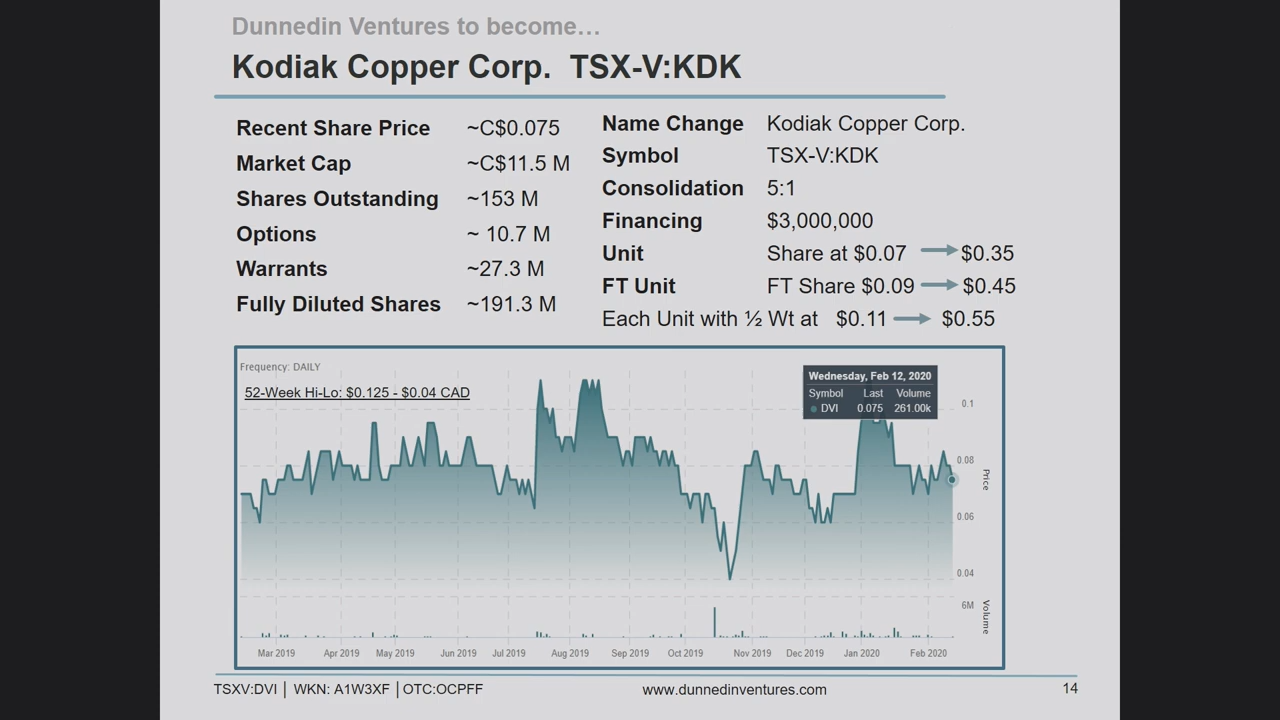 Dunnedin Ventures to become…
Kodiak Copper Corp. TSX-V:KDK
Recent Share Price ~C$0.075
Market Cap ~C$11.5 M
Shares Outstanding ~153 M
Options ~ 10.7 M
Warrants ~27.3 M
Fully Diluted Shares ~191.3 M
Name Change Kodiak Copper Corp.
Symbol TSX-V:KDK
Consolidation 5:1
Financing $3,000,000
Unit Share at $0.07 → $0.35
FT Unit FT Share $0.09 → $0.45
Each Unit with ½ Wt at $0.11 → $0.55
Frequency: DAILY
52-Week Hi-Lo: $0.125 - $0.04 CAD
Wednesday, Feb 12, 2020
Symbol Last Volume
DVI 0.075 261.00k
0.1
0.08
0.06
0.04
Price
6M
Volume
Mar 2019 Apr 2019 May 2019 Jun 2019 Jul 2019 Aug 2019 Sep 2019 Oct 2019 Nov 2019 Dec 2019 Jan 2020 Feb 2020
TSXV:DVI | WKN: A1W3XF | OTC:OCPFF www.dunnedinventures.com 14